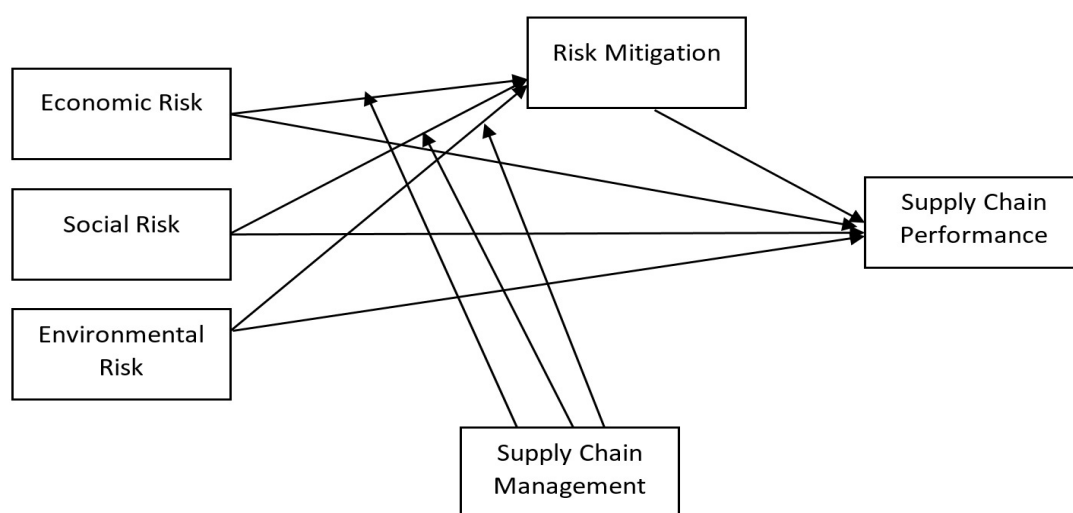 Risk Mitigation
Economic Risk
Social Risk
Supply Chain
Performance
Environmental
Risk
Supply Chain
Management